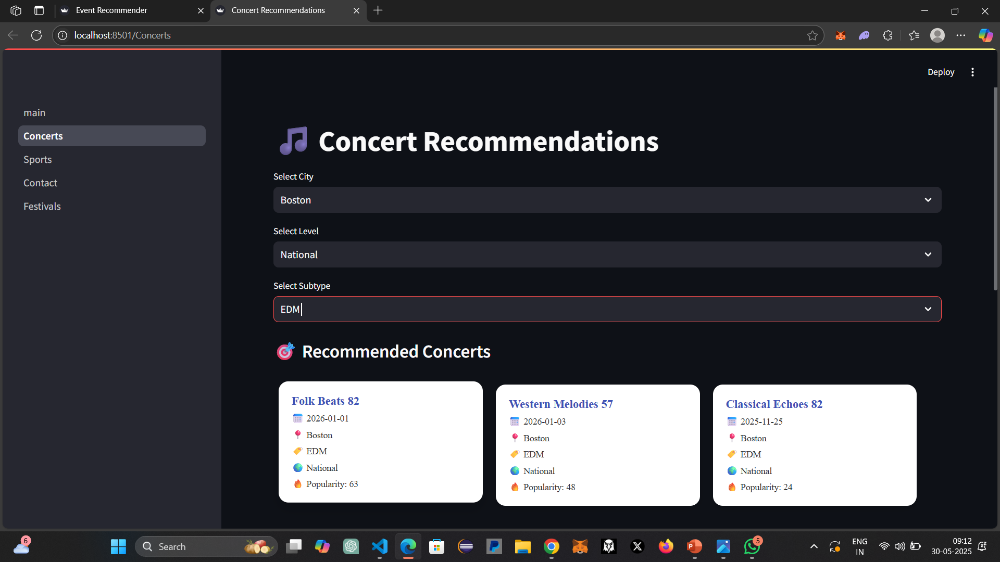 Event Recommender
Concert Recommendations
localhost:8501/Concerts
Deploy
main
Concerts
Sports
Contact
Festivals
Concert Recommendations
Select City
Boston
Select Level
National
Select Subtype
EDM
Recommended Concerts
Folk Beats 82
2026-01-01
Boston
EDM
National
Popularity: 63
Western Melodies 57
2026-01-03
Boston
EDM
National
Popularity: 48
Classical Echoes 82
2025-11-25
Boston
EDM
National
Popularity: 24
6
Search
5
ENG
IN
09:12
30-05-2025